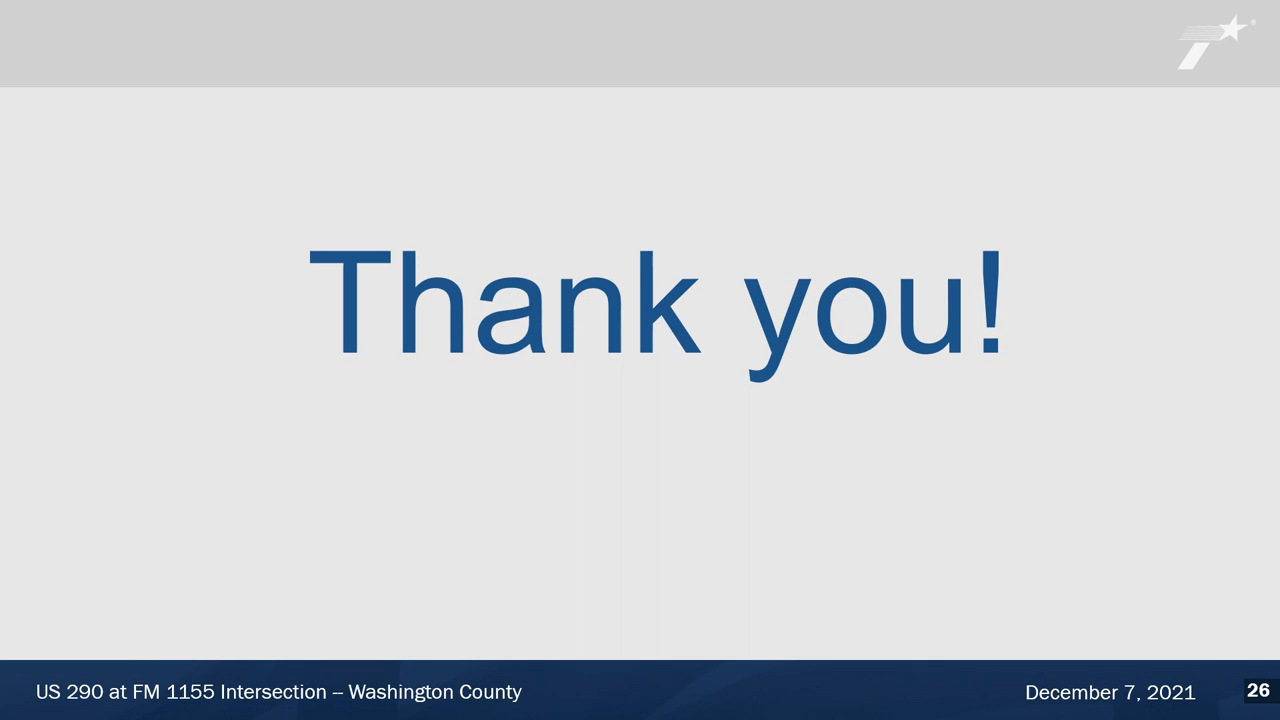 Thank you!
US 290 at FM 1155 Intersection – Washington County
December 7, 2021
26